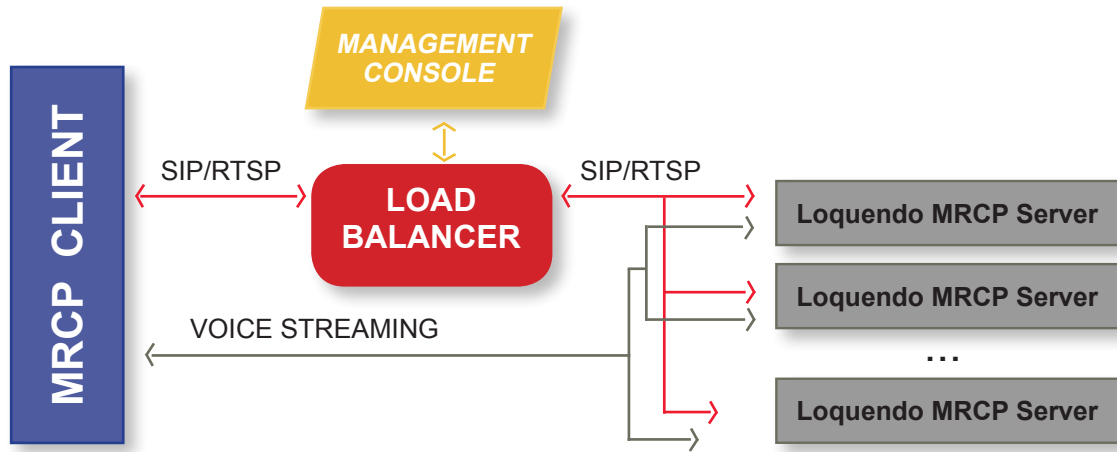 MANAGEMENT
CONSOLE
MRCP CLIENT
SIP/RTSP
LOAD
BALANCER
SIP/RTSP
VOICE STREAMING
Loquendo MRCP Server
Loquendo MRCP Server
...
Loquendo MRCP Server